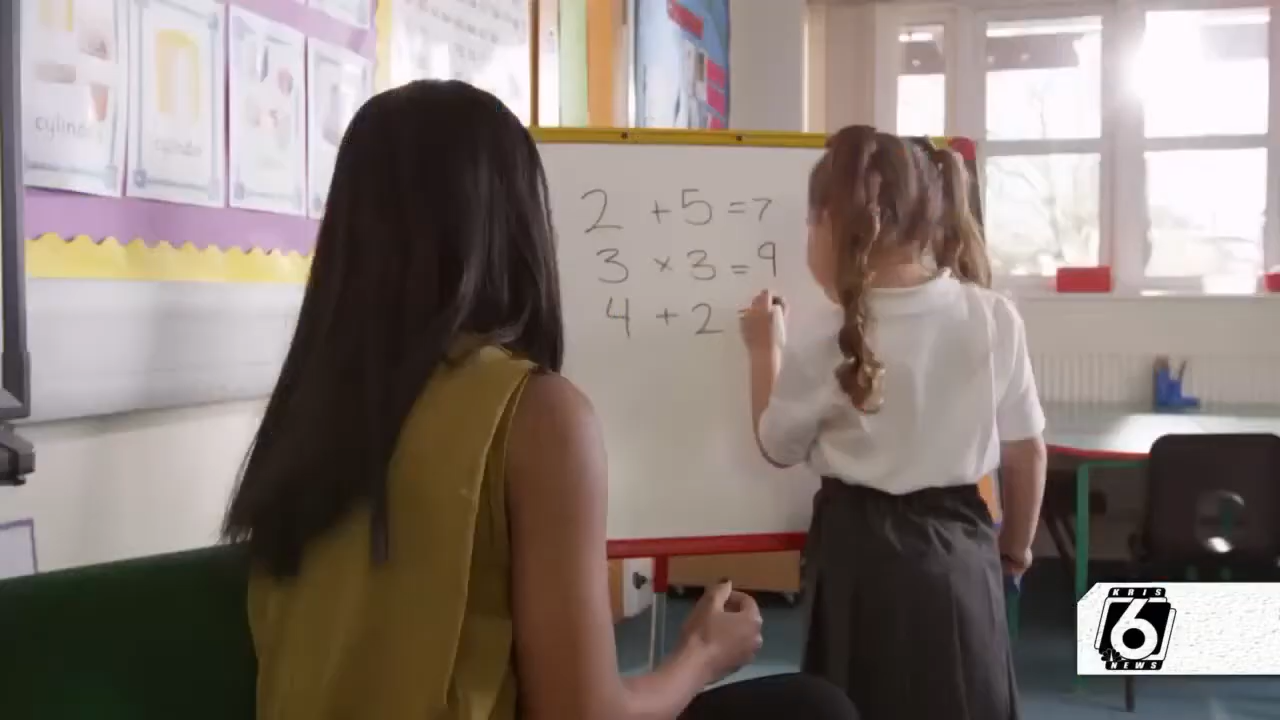 cylinder
cylinder
2 + 5 = 7
3 × 3 = 9
4 + 2 =
KRIS
6
NEWS